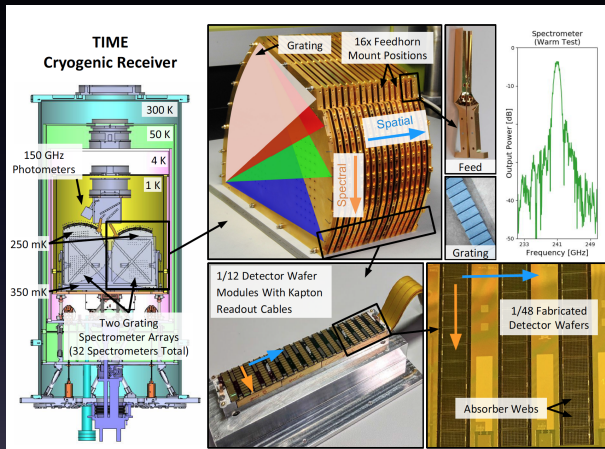 TIME
Cryogenic Receiver
300 K
50 K
4 K
1 K
150 GHz
Photometers
250 mK
350 mK
Two Grating
Spectrometer Arrays
(32 Spectrometers Total)
Grating
16x Feedhorn
Mount Positions
Spatial
Spectral
Feed
Grating
Spectrometer
(Warm Test)
Output Power [dB]
0
-10
-20
-30
-40
-50
233
241
249
Frequency [GHz]
1/12 Detector Wafer
Modules With Kapton
Readout Cables
1/48 Fabricated
Detector Wafers
Absorber Webs